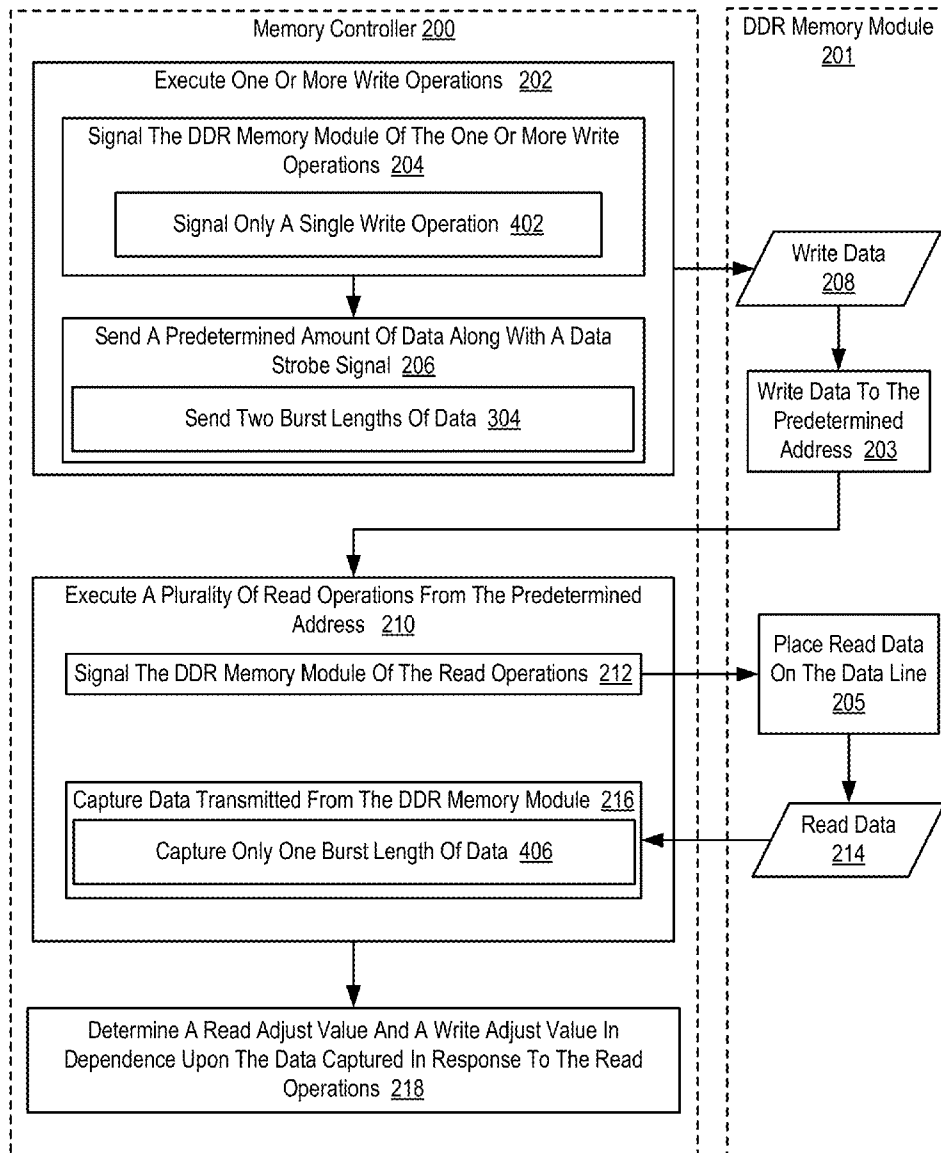 Memory Controller 200
DDR Memory Module
201
Execute One Or More Write Operations 202
Signal The DDR Memory Module Of The One Or More Write
Operations 204
Signal Only A Single Write Operation 402
Write Data
208
Send A Predetermined Amount Of Data Along With A Data
Strobe Signal 206
Send Two Burst Lengths Of Data 304
Write Data To The
Predetermined
Address 203
Execute A Plurality Of Read Operations From The Predetermined
Address 210
Signal The DDR Memory Module Of The Read Operations 212
Place Read Data
On The Data Line
205
Capture Data Transmitted From The DDR Memory Module 216
Capture Only One Burst Length Of Data 406
Read Data
214
Determine A Read Adjust Value And A Write Adjust Value In
Dependence Upon The Data Captured In Response To The Read
Operations 218